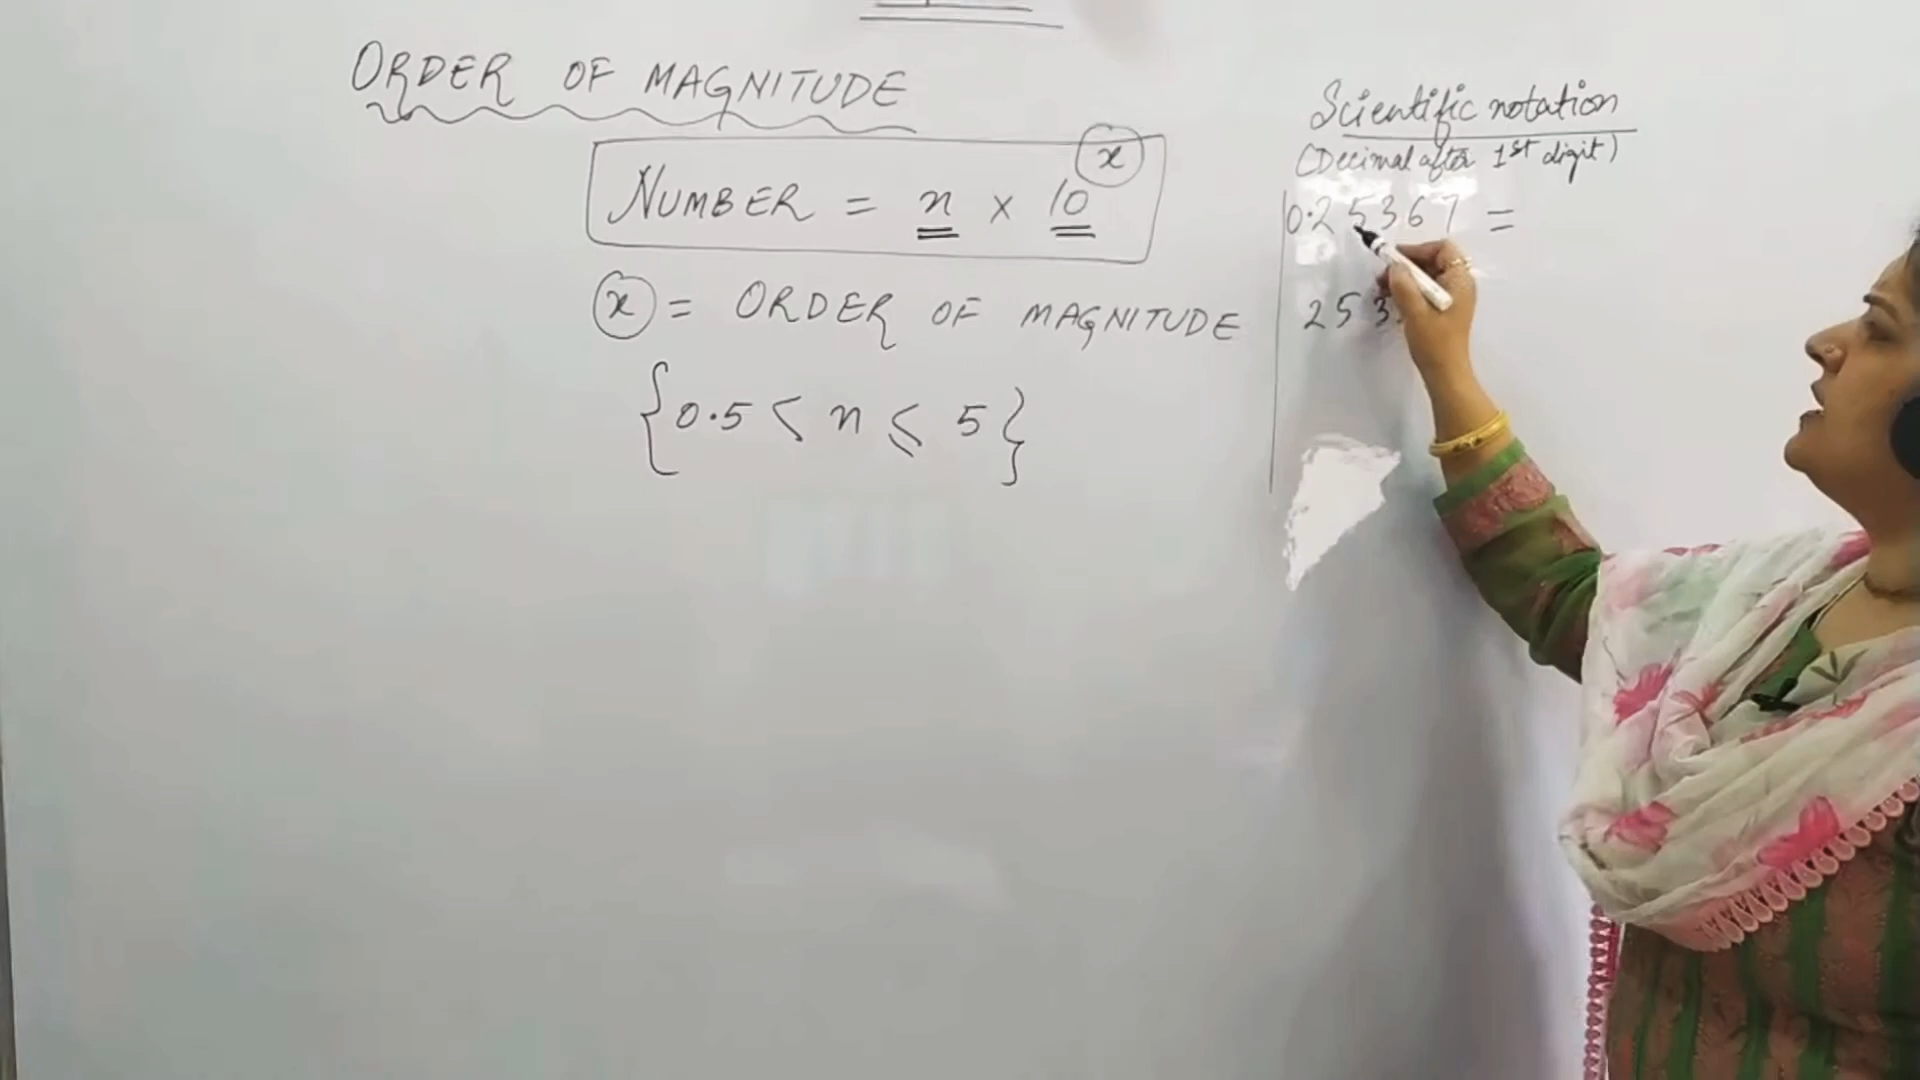 ORDER OF MAGNITUDE
NUMBER = n × 10^x
x = ORDER OF MAGNITUDE
{0.5 < n ≤ 5}
Scientific notation
(Decimal after 1st digit)
0.25367 =
253